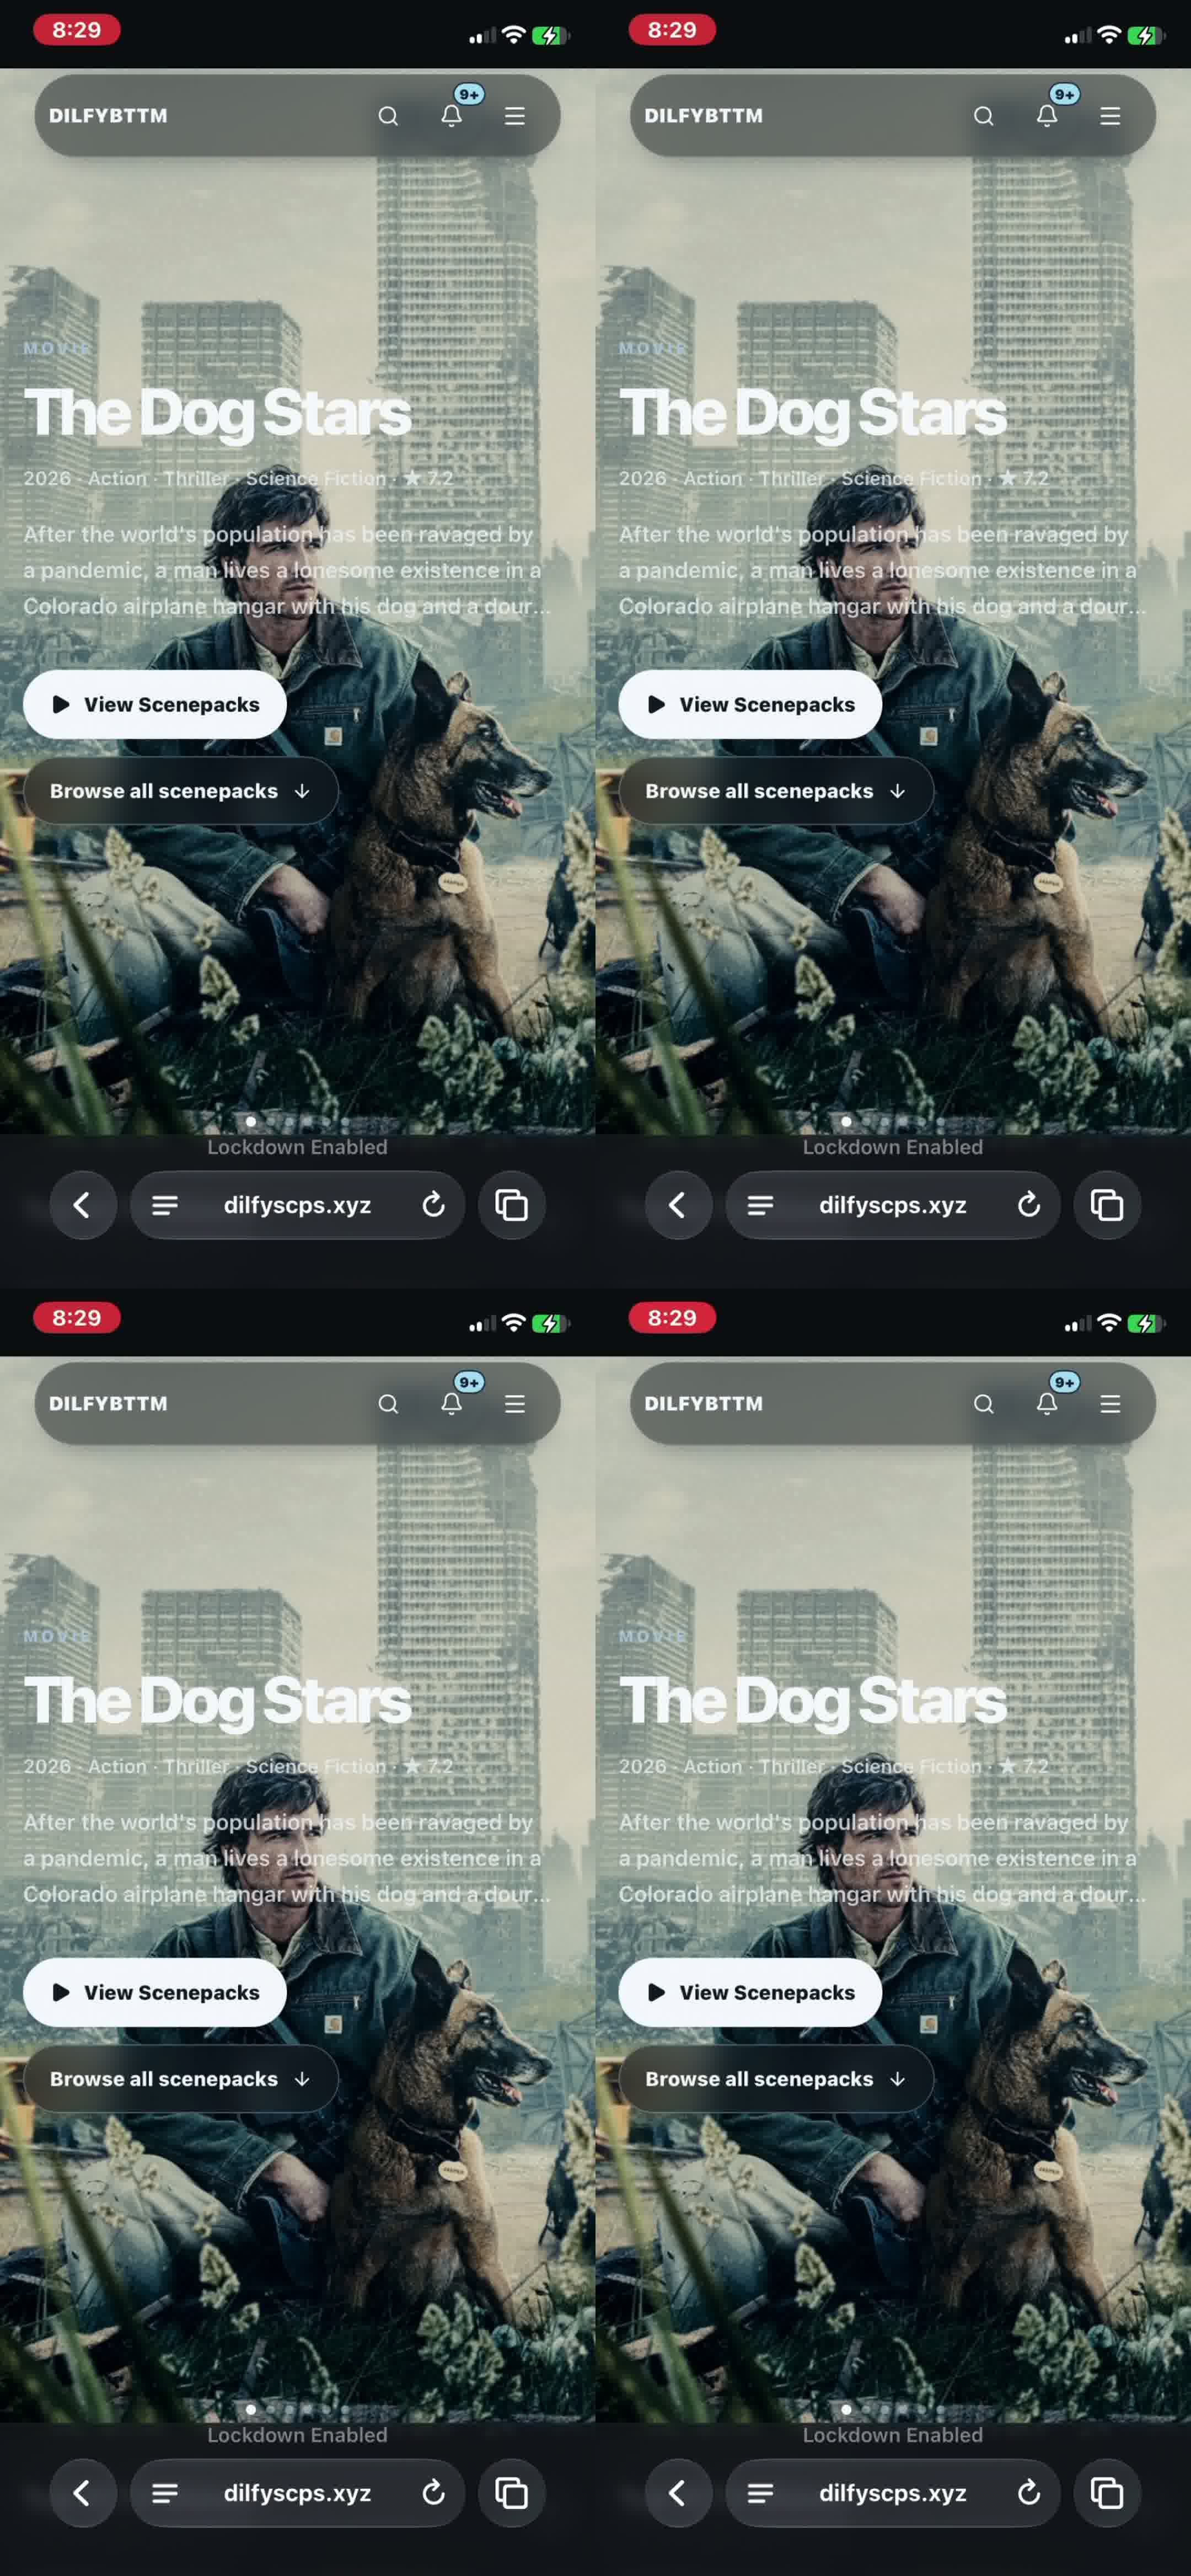 8:29
DILFYBTTM
9+
MOVIE
The Dog Stars
2026 · Action · Thriller · Science Fiction · ★ 7.2
After the world's population has been ravaged by
a pandemic, a man lives a lonesome existence in a
Colorado airplane hangar with his dog and a dour...
View Scenepacks
Browse all scenepacks ↓
JASPER
Lockdown Enabled
dilfyscps.xyz
8:29
DILFYBTTM
9+
MOVIE
The Dog Stars
2026 · Action · Thriller · Science Fiction · ★ 7.2
After the world's population has been ravaged by
a pandemic, a man lives a lonesome existence in a
Colorado airplane hangar with his dog and a dour...
View Scenepacks
Browse all scenepacks ↓
JASPER
Lockdown Enabled
dilfyscps.xyz
8:29
DILFYBTTM
9+
MOVIE
The Dog Stars
2026 · Action · Thriller · Science Fiction · ★ 7.2
After the world's population has been ravaged by
a pandemic, a man lives a lonesome existence in a
Colorado airplane hangar with his dog and a dour...
View Scenepacks
Browse all scenepacks ↓
JASPER
Lockdown Enabled
dilfyscps.xyz
8:29
DILFYBTTM
9+
MOVIE
The Dog Stars
2026 · Action · Thriller · Science Fiction · ★ 7.2
After the world's population has been ravaged by
a pandemic, a man lives a lonesome existence in a
Colorado airplane hangar with his dog and a dour...
View Scenepacks
Browse all scenepacks ↓
JASPER
Lockdown Enabled
dilfyscps.xyz